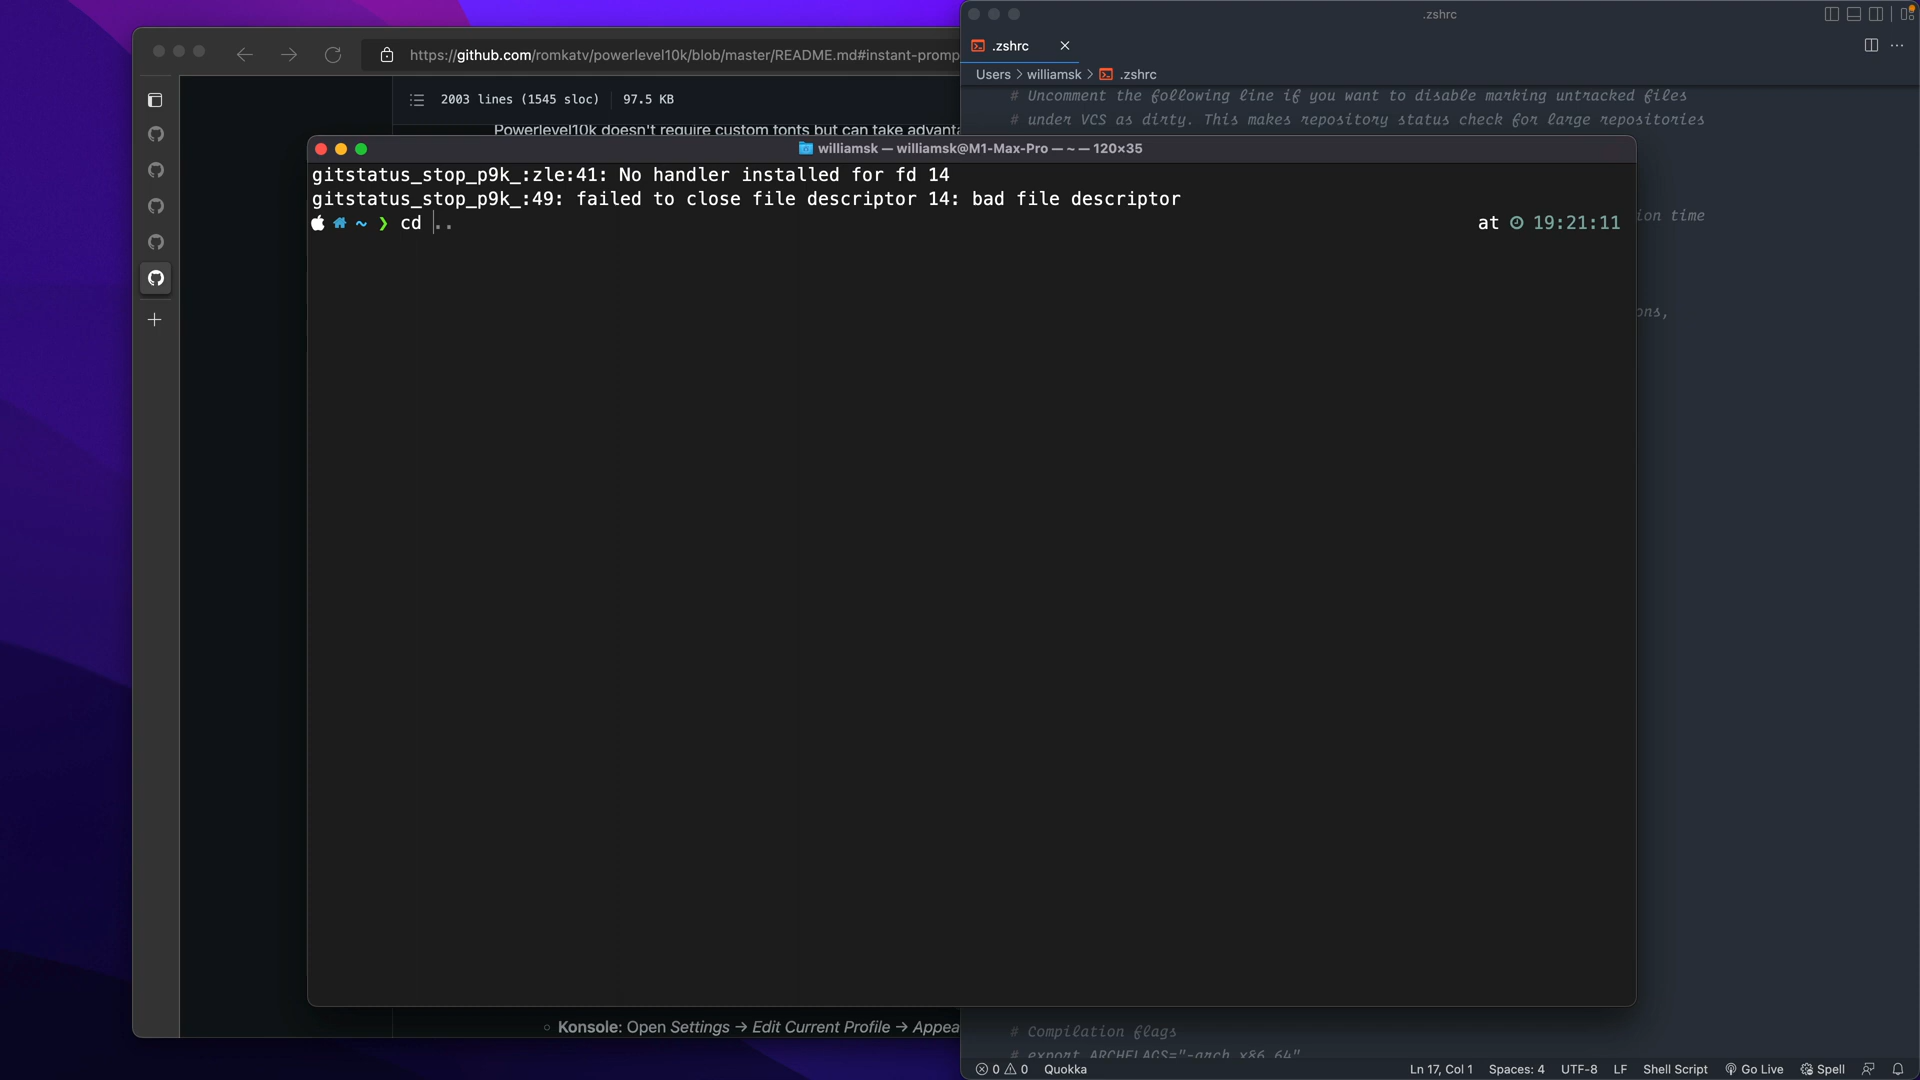 .zshrc
.zshrc
https://github.com/romkatv/powerlevel10k/blob/master/README.md#instant-promp
Users > williamsk > .zshrc
2003 lines (1545 sloc) 97.5 KB
# Uncomment the following line if you want to disable marking untracked files
# under VCS as dirty. This makes repository status check for large repositories
Powerlevel10k doesn't require custom fonts but can take advanta
williamsk — williamsk@M1-Max-Pro — ~ — 120×35
gitstatus_stop_p9k_:zle:41: No handler installed for fd 14
gitstatus_stop_p9k_:49: failed to close file descriptor 14: bad file descriptor
~ ❯ cd .. at 19:21:11
ion time
ons,
Konsole: Open Settings → Edit Current Profile → Appea
# Compilation flags
# export ARCHFLAGS="-arch x86_64"
0 0 Quokka Ln 17, Col 1 Spaces: 4 UTF-8 LF Shell Script Go Live Spell